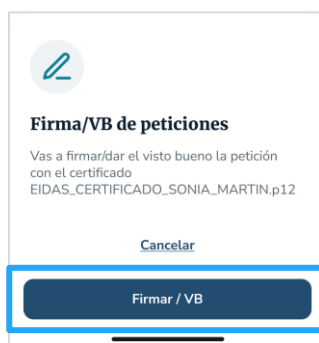 Firma/VB de peticiones
Vas a firmar/dar el visto bueno la petición
con el certificado
EIDAS_CERTIFICADO_SONIA_MARTIN.p12
Cancelar
Firmar / VB